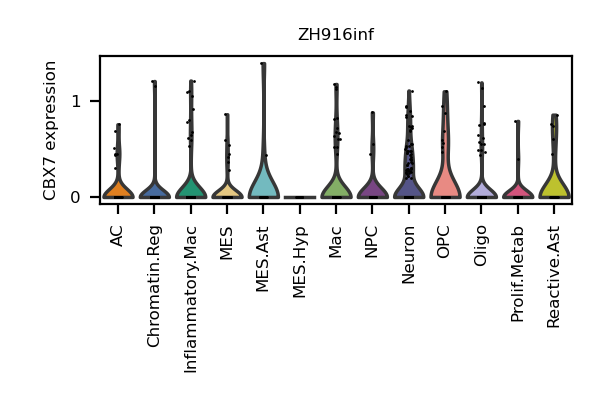 ZH916inf
CBX7 expression
1
0
AC
Chromatin.Reg
Inflammatory.Mac
MES
MES.Ast
MES.Hyp
Mac
NPC
Neuron
OPC
Oligo
Prolif.Metab
Reactive.Ast